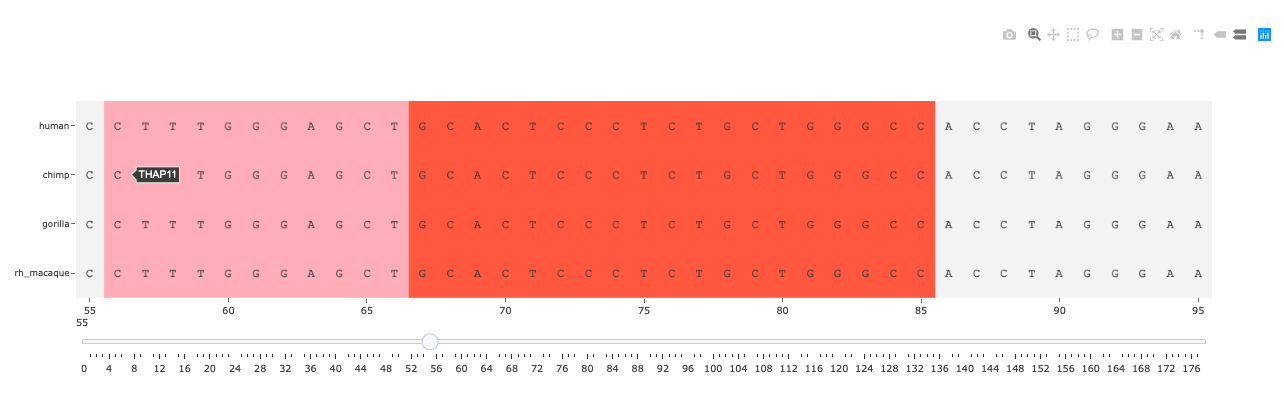 human C C T T T G G G A G C T G C A C T C C C T C T G C T G G G C C A C C T A G G G A A
chimp C C THAP11 T G G G A G C T G C A C T C C C T C T G C T G G G C C A C C T A G G G A A
gorilla C C T T T G G G A G C T G C A C T C C C T C T G C T G G G C C A C C T A G G G A A
rh_macaque C C T T T G G G A G C T G C A C T C C C T C T G C T G G G C C A C C T A G G G A A
55 60 65 70 75 80 85 90 95
55
0 4 8 12 16 20 24 28 32 36 40 44 48 52 56 60 64 68 72 76 80 84 88 92 96 100 104 108 112 116 120 124 128 132 136 140 144 148 152 156 160 164 168 172 176